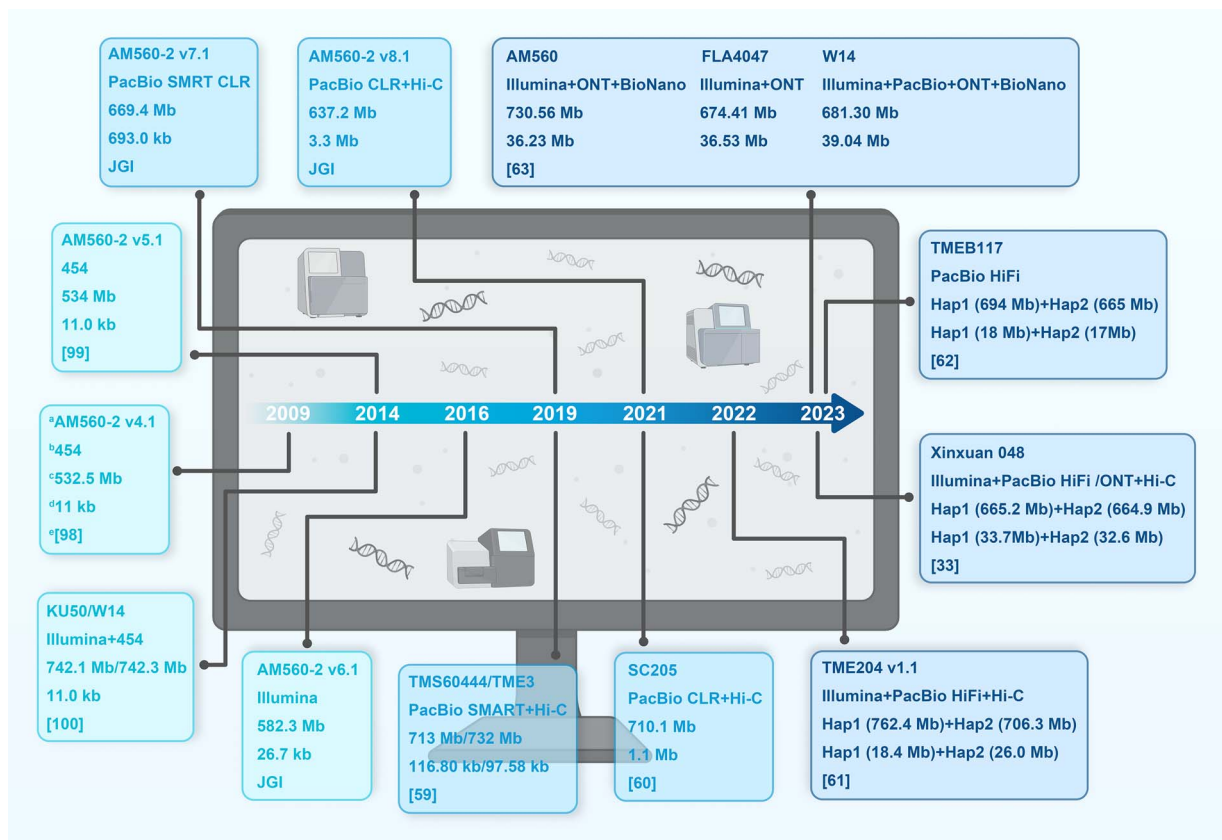 AM560-2 v7.1
PacBio SMRT CLR
669.4 Mb
693.0 kb
JGI
AM560-2 v8.1
PacBio CLR+Hi-C
637.2 Mb
3.3 Mb
JGI
AM560 FLA4047 W14
Illumina+ONT+BioNano Illumina+ONT Illumina+PacBio+ONT+BioNano
730.56 Mb 674.41 Mb 681.30 Mb
36.23 Mb 36.53 Mb 39.04 Mb
[63]
AM560-2 v5.1
454
534 Mb
11.0 kb
[99]
TMEB117
PacBio HiFi
Hap1 (694 Mb)+Hap2 (665 Mb)
Hap1 (18 Mb)+Hap2 (17Mb)
[62]
2009 2014 2016 2019 2021 2022 2023
ᵃAM560-2 v4.1
ᵇ454
ᶜ532.5 Mb
ᵈ11 kb
ᵉ[98]
Xinxuan 048
Illumina+PacBio HiFi /ONT+Hi-C
Hap1 (665.2 Mb)+Hap2 (664.9 Mb)
Hap1 (33.7Mb)+Hap2 (32.6 Mb)
[33]
KU50/W14
Illumina+454
742.1 Mb/742.3 Mb
11.0 kb
[100]
AM560-2 v6.1
Illumina
582.3 Mb
26.7 kb
JGI
TMS60444/TME3
PacBio SMART+Hi-C
713 Mb/732 Mb
116.80 kb/97.58 kb
[59]
SC205
PacBio CLR+Hi-C
710.1 Mb
1.1 Mb
[60]
TME204 v1.1
Illumina+PacBio HiFi+Hi-C
Hap1 (762.4 Mb)+Hap2 (706.3 Mb)
Hap1 (18.4 Mb)+Hap2 (26.0 Mb)
[61]